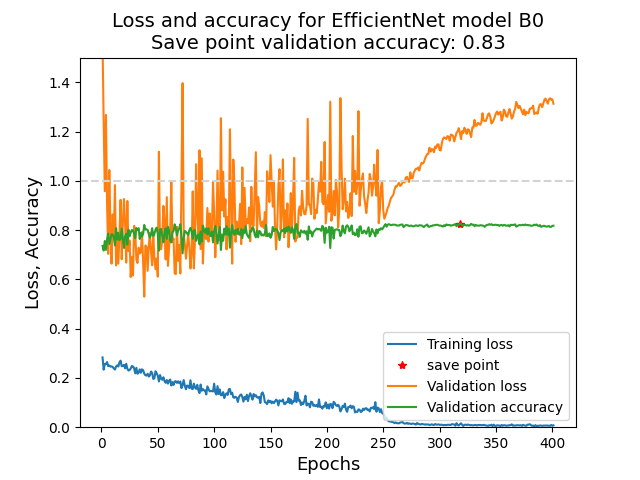 Loss and accuracy for EfficientNet model B0
Save point validation accuracy: 0.83
Loss, Accuracy
1.4
1.2
1.0
0.8
0.6
0.4
0.2
0.0
Training loss
save point
Validation loss
Validation accuracy
0 50 100 150 200 250 300 350 400
Epochs